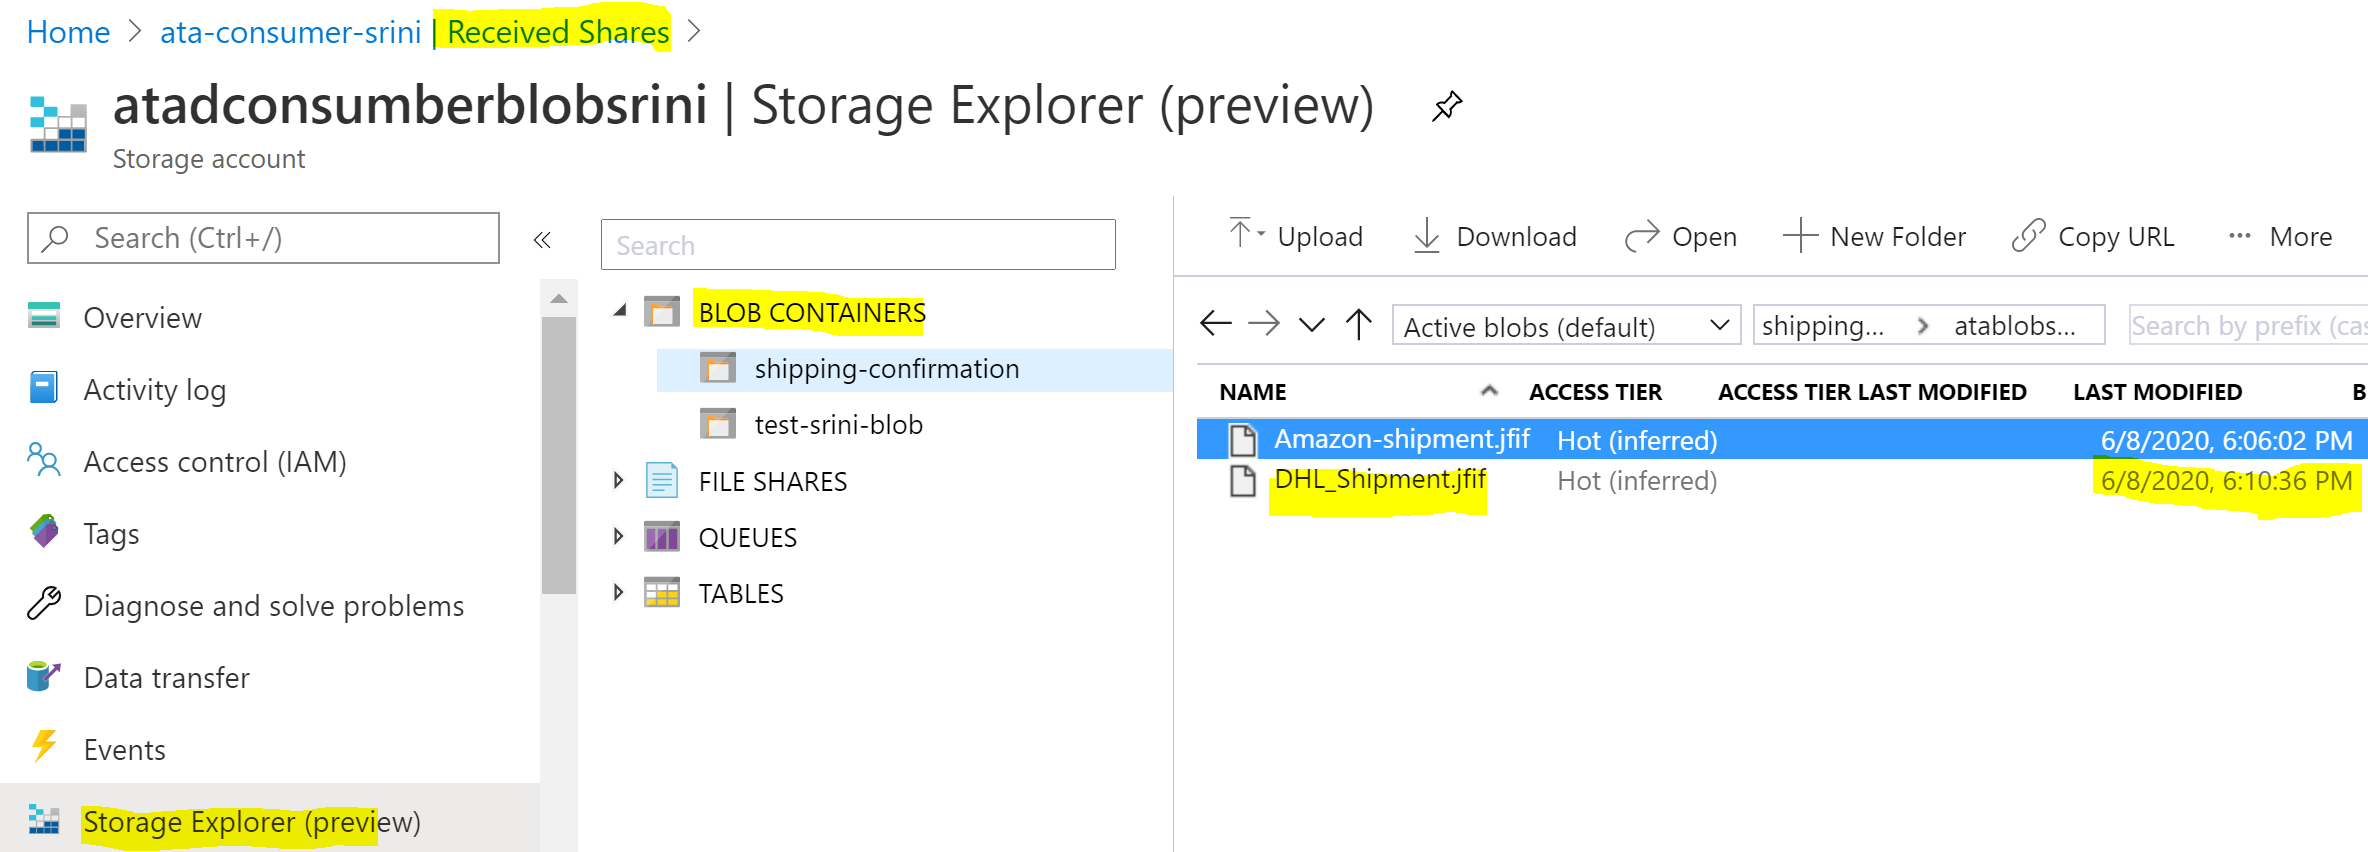 Home > ata-consumer-srini | Received Shares >
atadconsumberblobsrini | Storage Explorer (preview)
Storage account
Search (Ctrl+/)
«
Overview
Activity log
Access control (IAM)
Tags
Diagnose and solve problems
Data transfer
Events
Storage Explorer (preview)
Search
BLOB CONTAINERS
shipping-confirmation
test-srini-blob
FILE SHARES
QUEUES
TABLES
Upload Download Open New Folder Copy URL ... More
Active blobs (default) shipping... > atablobs... Search by prefix (cas
NAME ACCESS TIER ACCESS TIER LAST MODIFIED LAST MODIFIED B
Amazon-shipment.jfif Hot (inferred) 6/8/2020, 6:06:02 PM
DHL_Shipment.jfif Hot (inferred) 6/8/2020, 6:10:36 PM